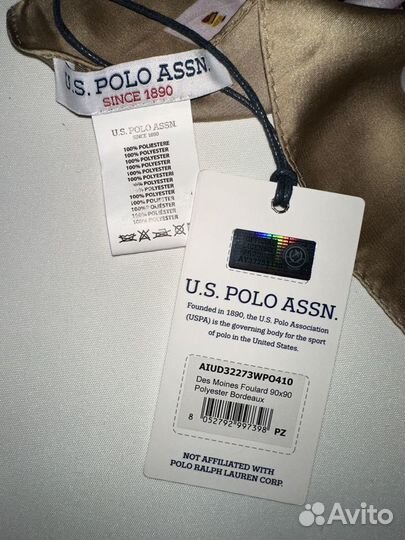 U.S. POLO ASSN.
SINCE 1890
U.S. POLO ASSN.
SINCE 1890
100% POLIESTERE
100% POLYESTER
100% POLYESTER
100% POLYESTER
100% POLYESTER
U.S. POLO ASSN.
Founded in 1890, the U.S. Polo Association
(USPA) is the governing body for the sport
of polo in the United States.
AIUD32273WPO410
Des Moines Foulard 90x90
Polyester Bordeaux
8 052792 997398 PZ
NOT AFFILIATED WITH
POLO RALPH LAUREN CORP.
Avito